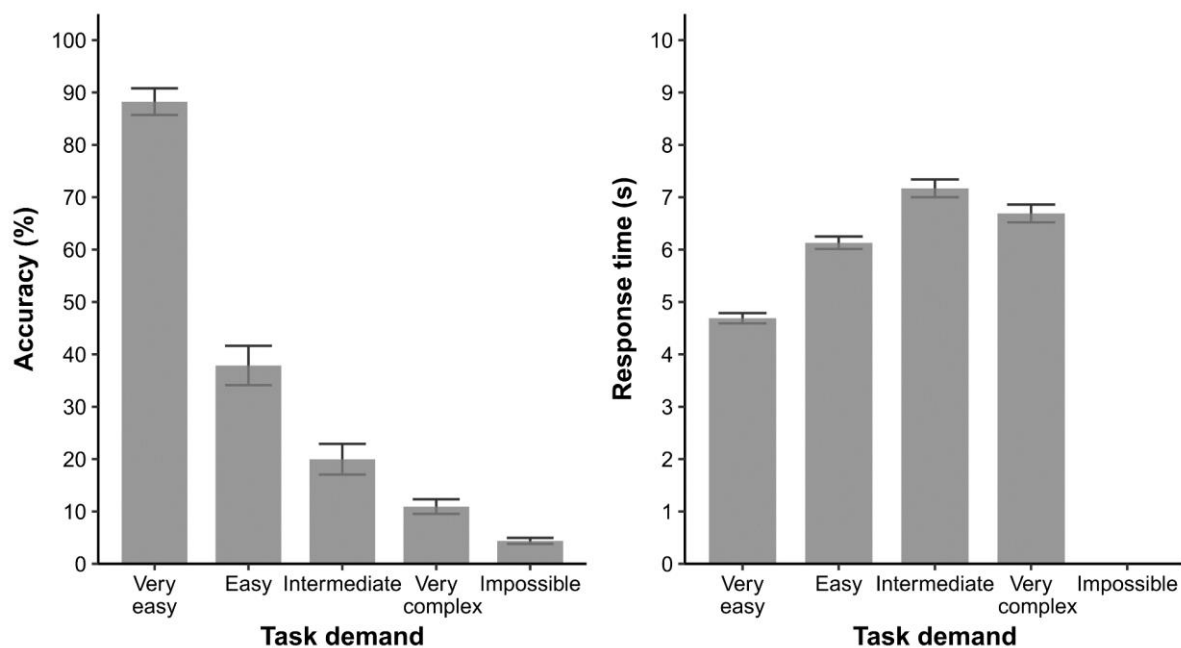 Accuracy (%)
100
90
80
70
60
50
40
30
20
10
0
Very easy
Easy
Intermediate
Very complex
Impossible
Task demand
Response time (s)
10
9
8
7
6
5
4
3
2
1
0
Very easy
Easy
Intermediate
Very complex
Impossible
Task demand